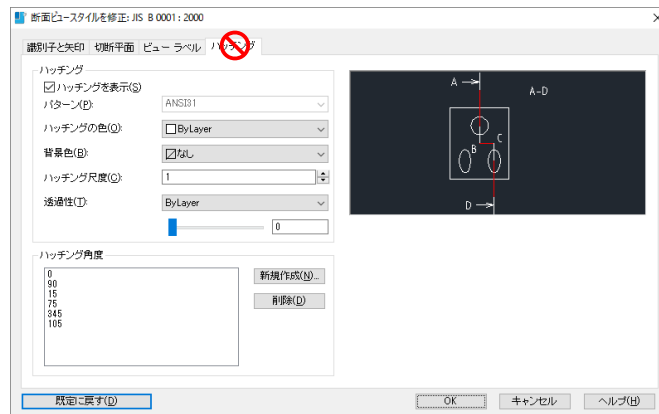 断面ビュースタイルを修正: JIS B 0001 : 2000
識別子と矢印 切断平面 ビュー ラベル ハッチング
ハッチング
ハッチングを表示(S)
パターン(P): ANSI31
ハッチングの色(O): ByLayer
背景色(B): なし
ハッチング尺度(C): 1
透過性(T): ByLayer
0
ハッチング角度
0
90
15
75
345
105
新規作成(N)...
削除(D)
A
A-D
C
B
D
既定に戻す(D)
OK キャンセル ヘルプ(H)